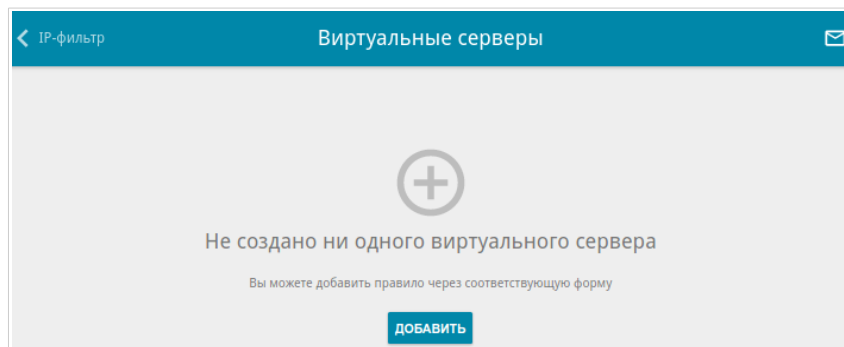 IP-фильтр
Виртуальные серверы
Не создано ни одного виртуального сервера
Вы можете добавить правило через соответствующую форму
ДОБАВИТЬ